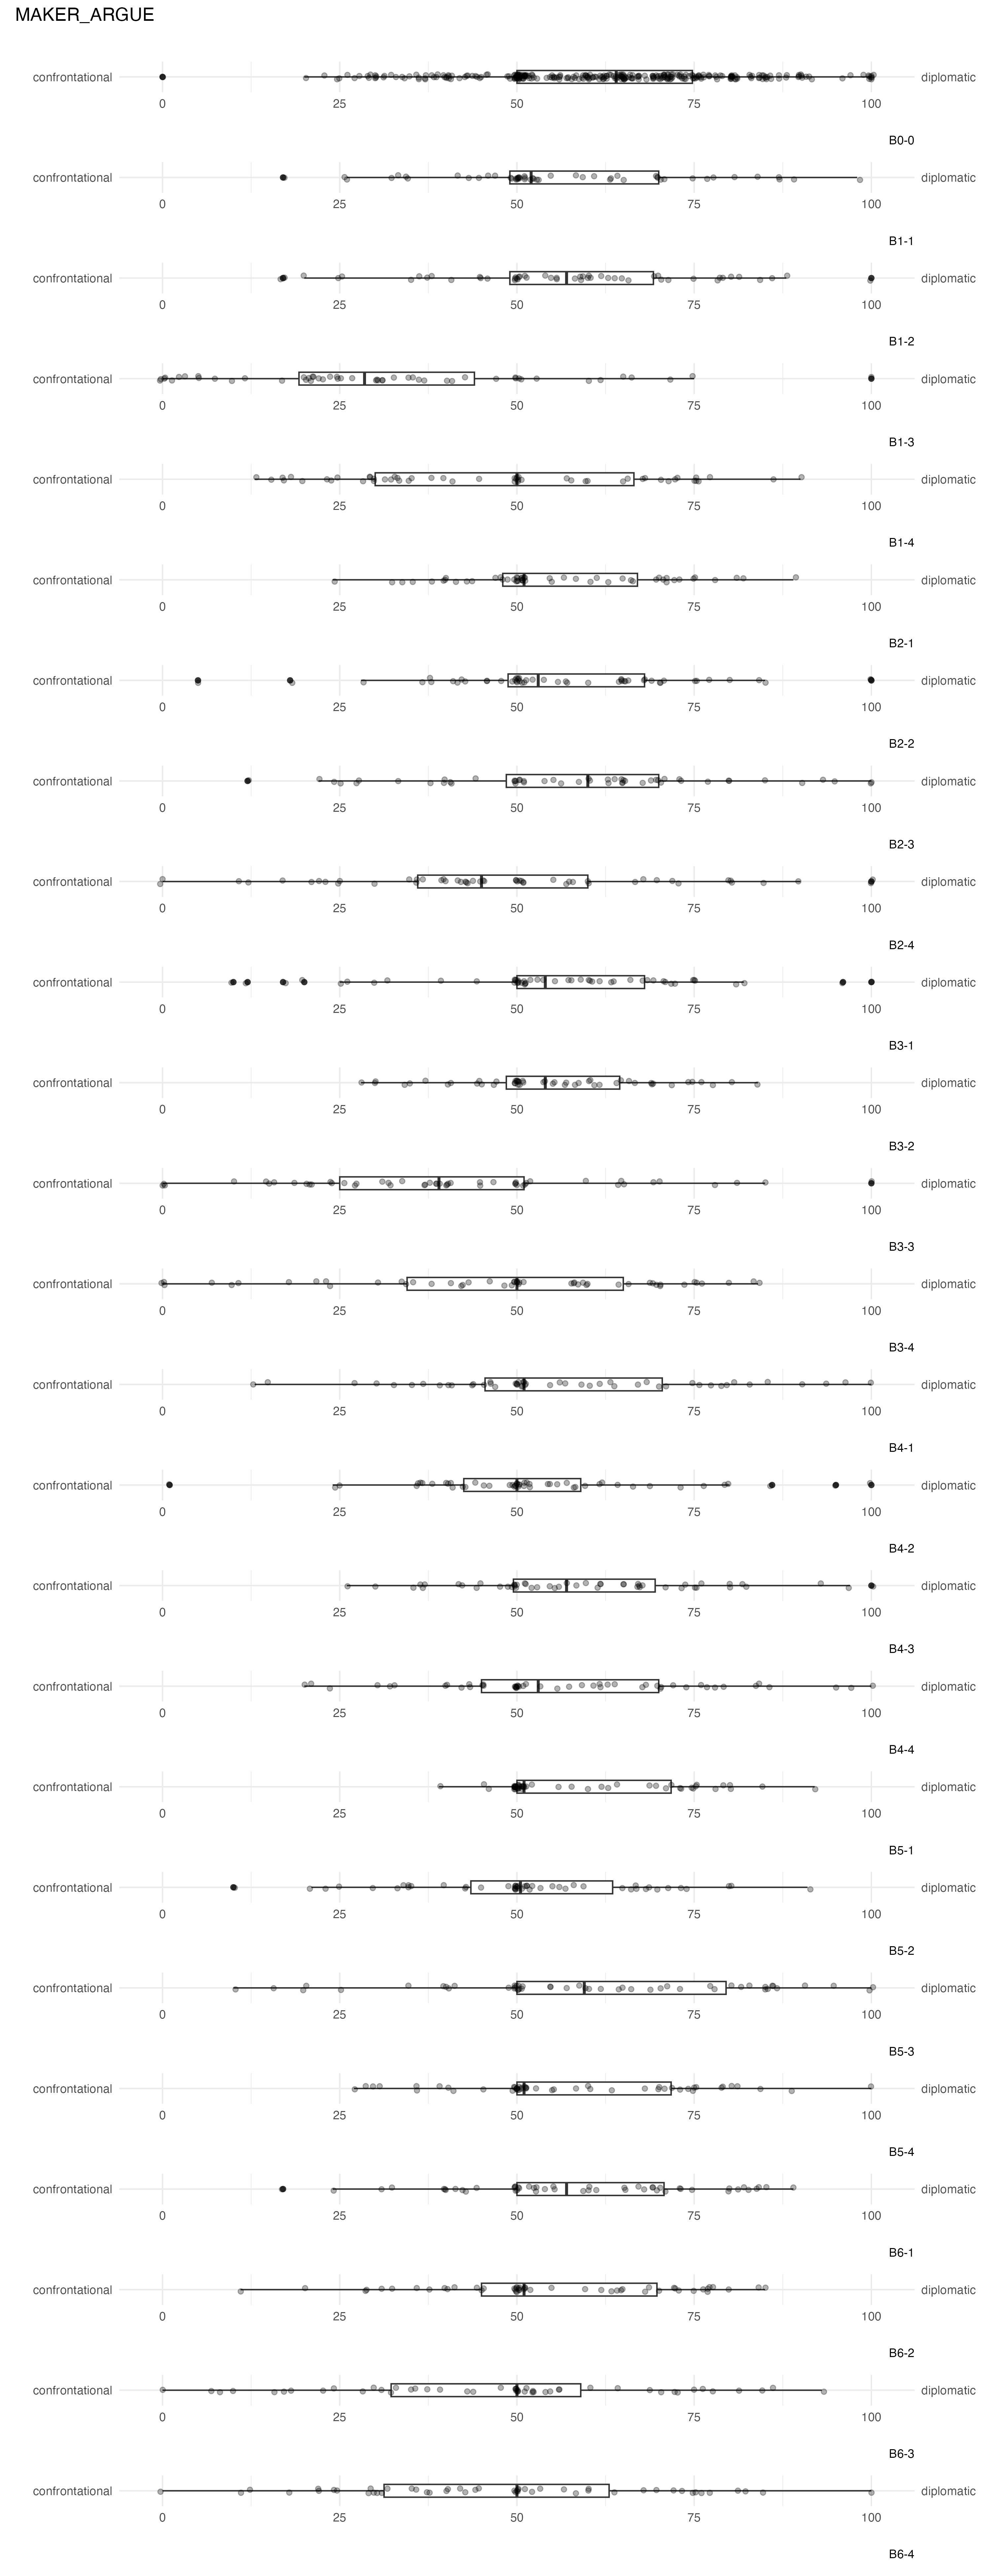 MAKER_ARGUE
confrontational diplomatic
0 25 50 75 100
B0-0
confrontational diplomatic
0 25 50 75 100
B1-1
confrontational diplomatic
0 25 50 75 100
B1-2
confrontational diplomatic
0 25 50 75 100
B1-3
confrontational diplomatic
0 25 50 75 100
B1-4
confrontational diplomatic
0 25 50 75 100
B2-1
confrontational diplomatic
0 25 50 75 100
B2-2
confrontational diplomatic
0 25 50 75 100
B2-3
confrontational diplomatic
0 25 50 75 100
B2-4
confrontational diplomatic
0 25 50 75 100
B3-1
confrontational diplomatic
0 25 50 75 100
B3-2
confrontational diplomatic
0 25 50 75 100
B3-3
confrontational diplomatic
0 25 50 75 100
B3-4
confrontational diplomatic
0 25 50 75 100
B4-1
confrontational diplomatic
0 25 50 75 100
B4-2
confrontational diplomatic
0 25 50 75 100
B4-3
confrontational diplomatic
0 25 50 75 100
B4-4
confrontational diplomatic
0 25 50 75 100
B5-1
confrontational diplomatic
0 25 50 75 100
B5-2
confrontational diplomatic
0 25 50 75 100
B5-3
confrontational diplomatic
0 25 50 75 100
B5-4
confrontational diplomatic
0 25 50 75 100
B6-1
confrontational diplomatic
0 25 50 75 100
B6-2
confrontational diplomatic
0 25 50 75 100
B6-3
confrontational diplomatic
0 25 50 75 100
B6-4